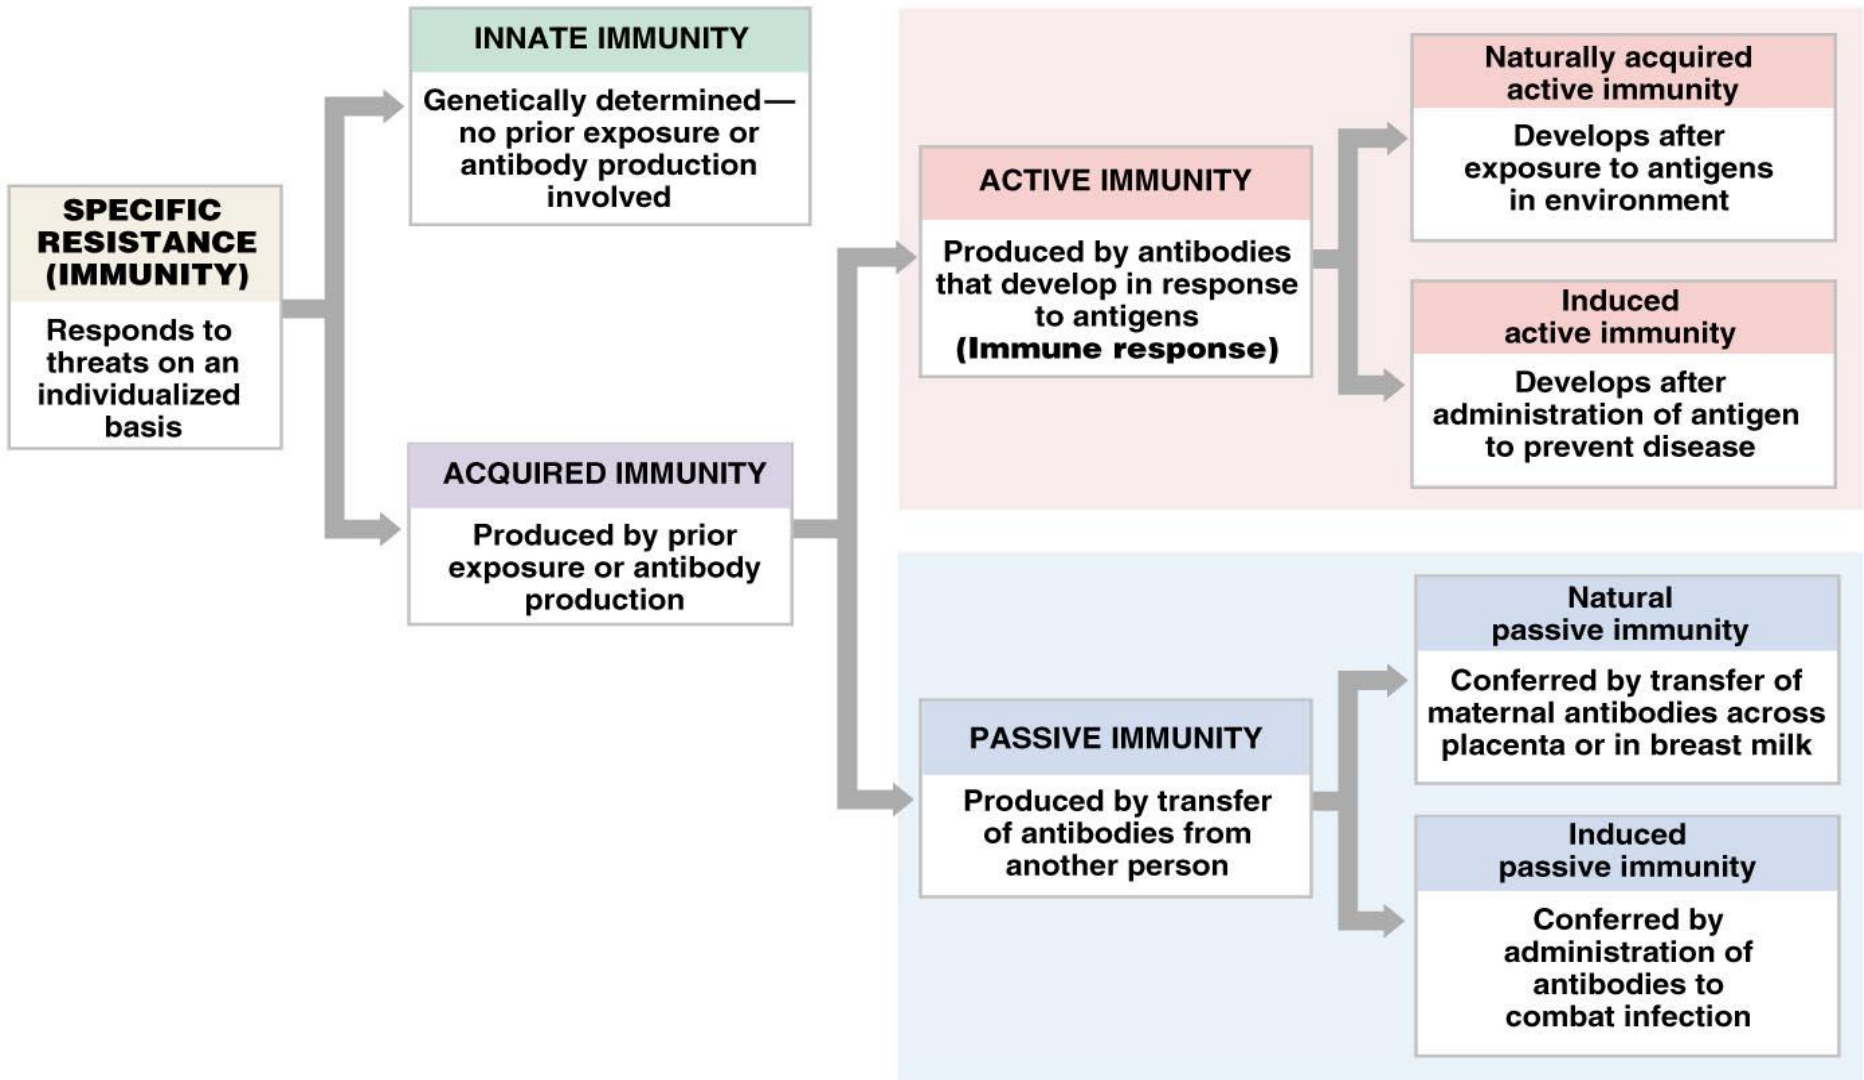 SPECIFIC
RESISTANCE
(IMMUNITY)
Responds to
threats on an
individualized
basis
INNATE IMMUNITY
Genetically determined—
no prior exposure or
antibody production
involved
ACQUIRED IMMUNITY
Produced by prior
exposure or antibody
production
ACTIVE IMMUNITY
Produced by antibodies
that develop in response
to antigens
(Immune response)
Naturally acquired
active immunity
Develops after
exposure to antigens
in environment
Induced
active immunity
Develops after
administration of antigen
to prevent disease
PASSIVE IMMUNITY
Produced by transfer
of antibodies from
another person
Natural
passive immunity
Conferred by transfer of
maternal antibodies across
placenta or in breast milk
Induced
passive immunity
Conferred by
administration of
antibodies to
combat infection